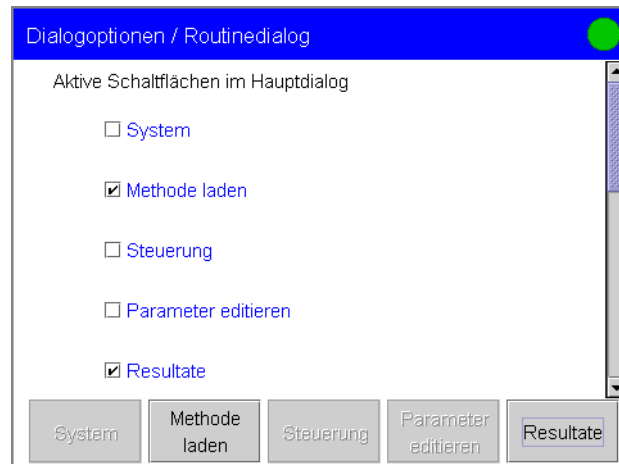 Dialogoptionen / Routinedialog
Aktive Schaltflächen im Hauptdialog
System
Methode laden
Steuerung
Parameter editieren
Resultate
System
Methode
laden
Steuerung
Parameter
editieren
Resultate